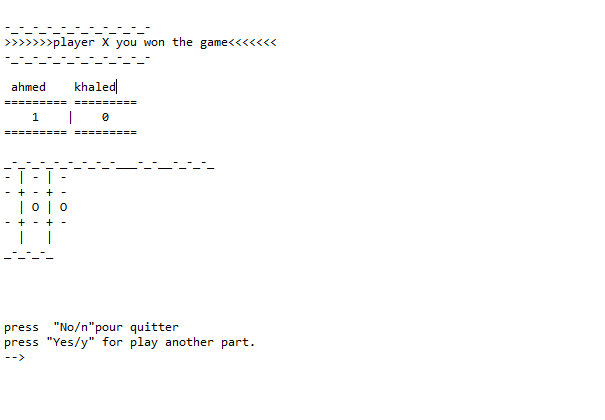 -_-_-_-_-_-_-_-_-_-_-
>>>>>>>player X you won the game<<<<<<<
-_-_-_-_-_-_-_-_-_-_-
ahmed    khaled
========= =========
1    |    0
========= =========
_-_-_-_-_-_-_-_-___-_-__-_-_-_
- | - | -
- + - + -
  | O | O
- + - + -
  |   |
_-_-_-_
press  "No/n"pour quitter
press "Yes/y" for play another part.
-->